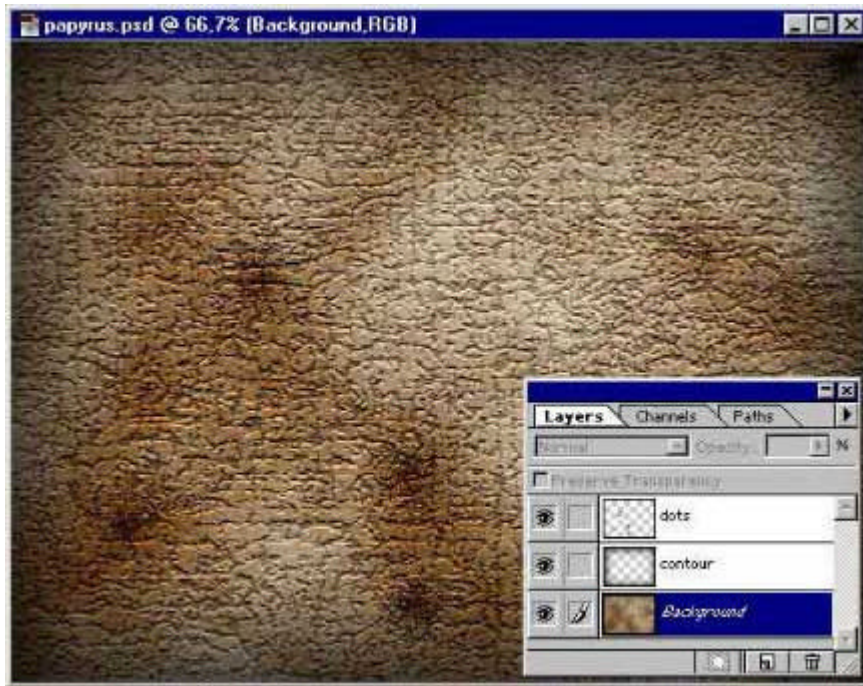 papyrus.psd @ 66,7% (Background,RGB)
Layers Channels Paths
Normal Opacity: %
Preserve Transparency
dots
contour
Background